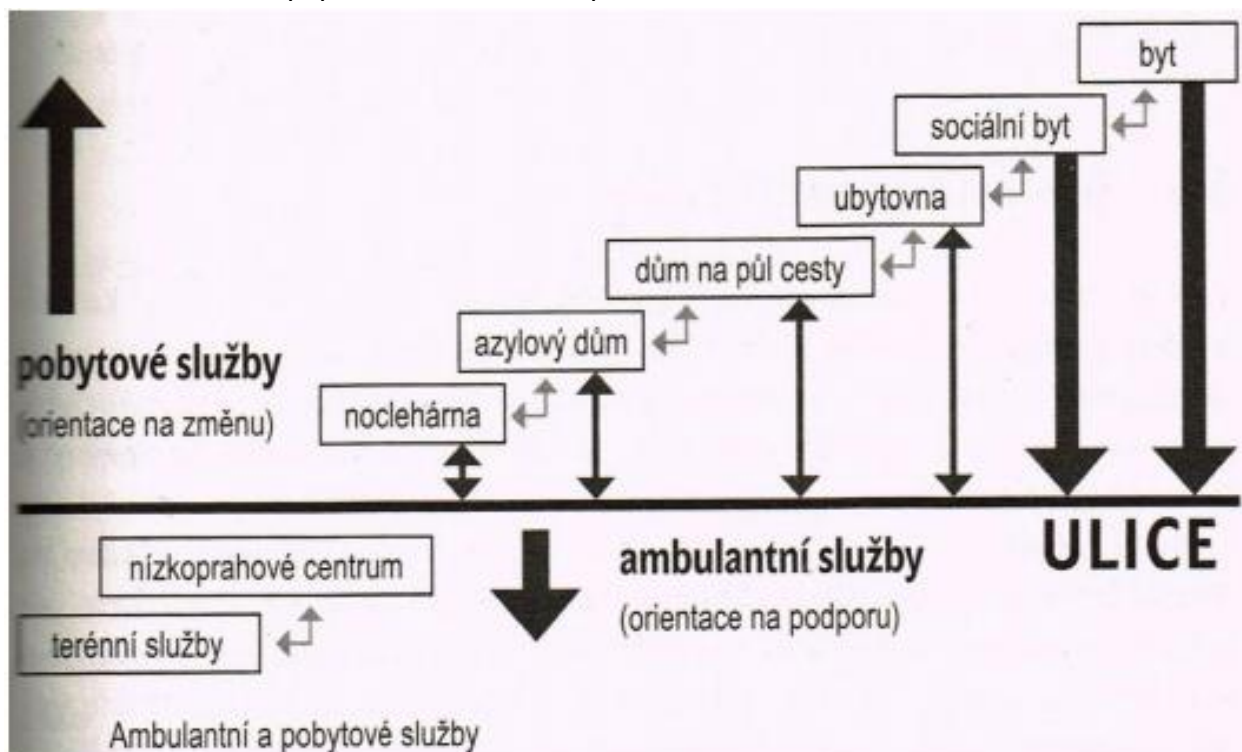 byt
sociální byt
ubytovna
dům na půl cesty
azylový dům
pobytové služby
(orientace na změnu)
noclehárna
ULICE
nízkoprahové centrum
ambulantní služby
(orientace na podporu)
terénní služby
Ambulantní a pobytové služby